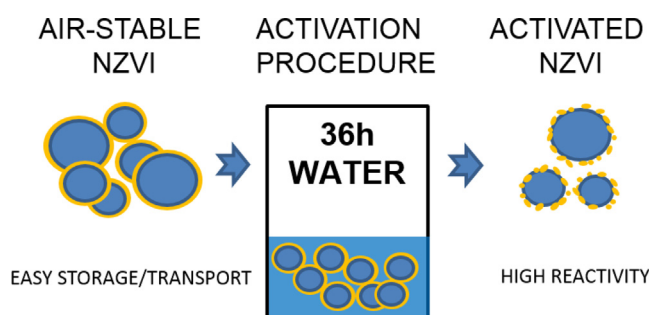 AIR-STABLE
NZVI
ACTIVATION
PROCEDURE
ACTIVATED
NZVI
36h
WATER
EASY STORAGE/TRANSPORT
HIGH REACTIVITY